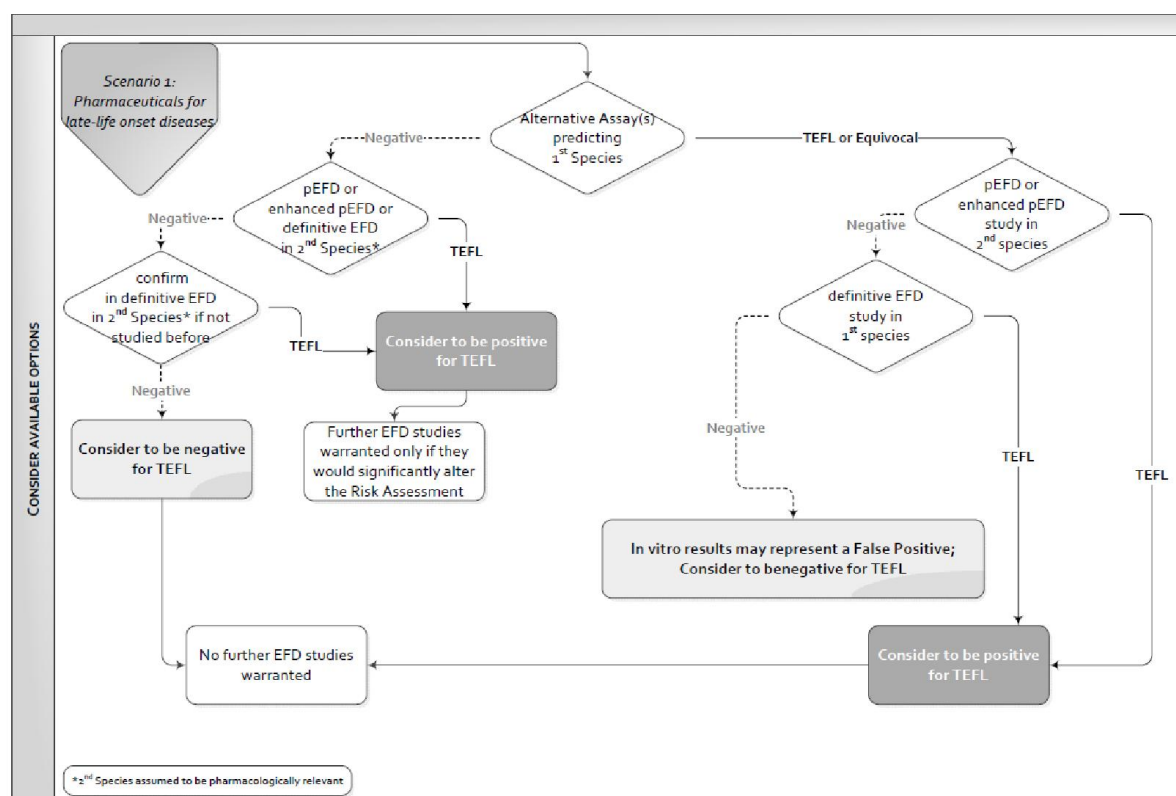 CONSIDER AVAILABLE OPTIONS
Scenario 1:
Pharmaceuticals for
late-life onset diseases
Alternative Assay(s)
predicting
1st Species
Negative
TEFL or Equivocal
pEFD or
enhanced pEFD or
definitive EFD
in 2nd Species*
Negative
TEFL
confirm
in definitive EFD
in 2nd Species* if not
studied before
TEFL
Negative
Consider to be positive
for TEFL
Further EFD studies
warranted only if they
would significantly alter
the Risk Assessment
Consider to be negative
for TEFL
pEFD or
enhanced pEFD
study in
2nd species
Negative
TEFL
definitive EFD
study in
1st species
Negative
TEFL
In vitro results may represent a False Positive;
Consider to benegative for TEFL
Consider to be positive
for TEFL
No further EFD studies
warranted
*2nd Species assumed to be pharmacologically relevant